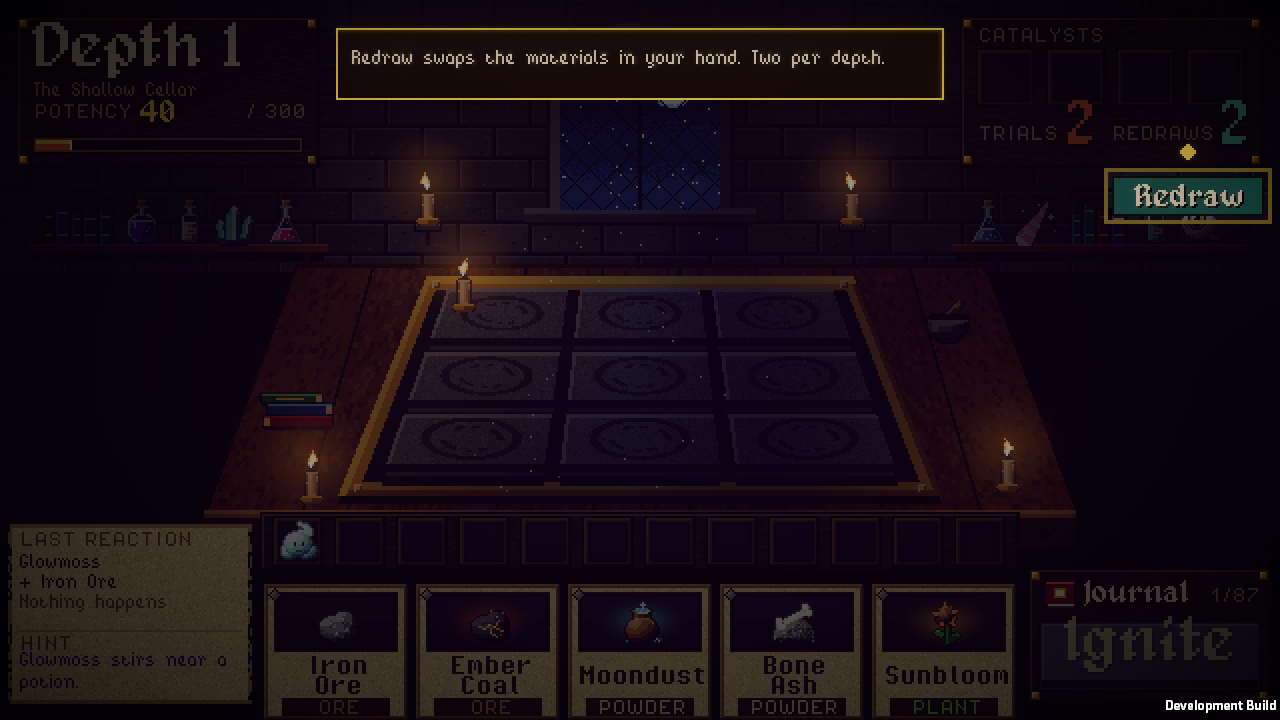 Depth 1
The Shallow Cellar
POTENCY 40 / 300
Redraw swaps the materials in your hand. Two per depth.
CATALYSTS
TRIALS 2 REDRAWS 2
Redraw
LAST REACTION
Glowmoss
+ Iron Ore
Nothing happens
HINT
Glowmoss stirs near a
potion.
Iron
Ore
ORE
Ember
Coal
ORE
Moondust
POWDER
Bone
Ash
POWDER
Sunbloom
PLANT
Journal 1/87
Ignite
Development Build